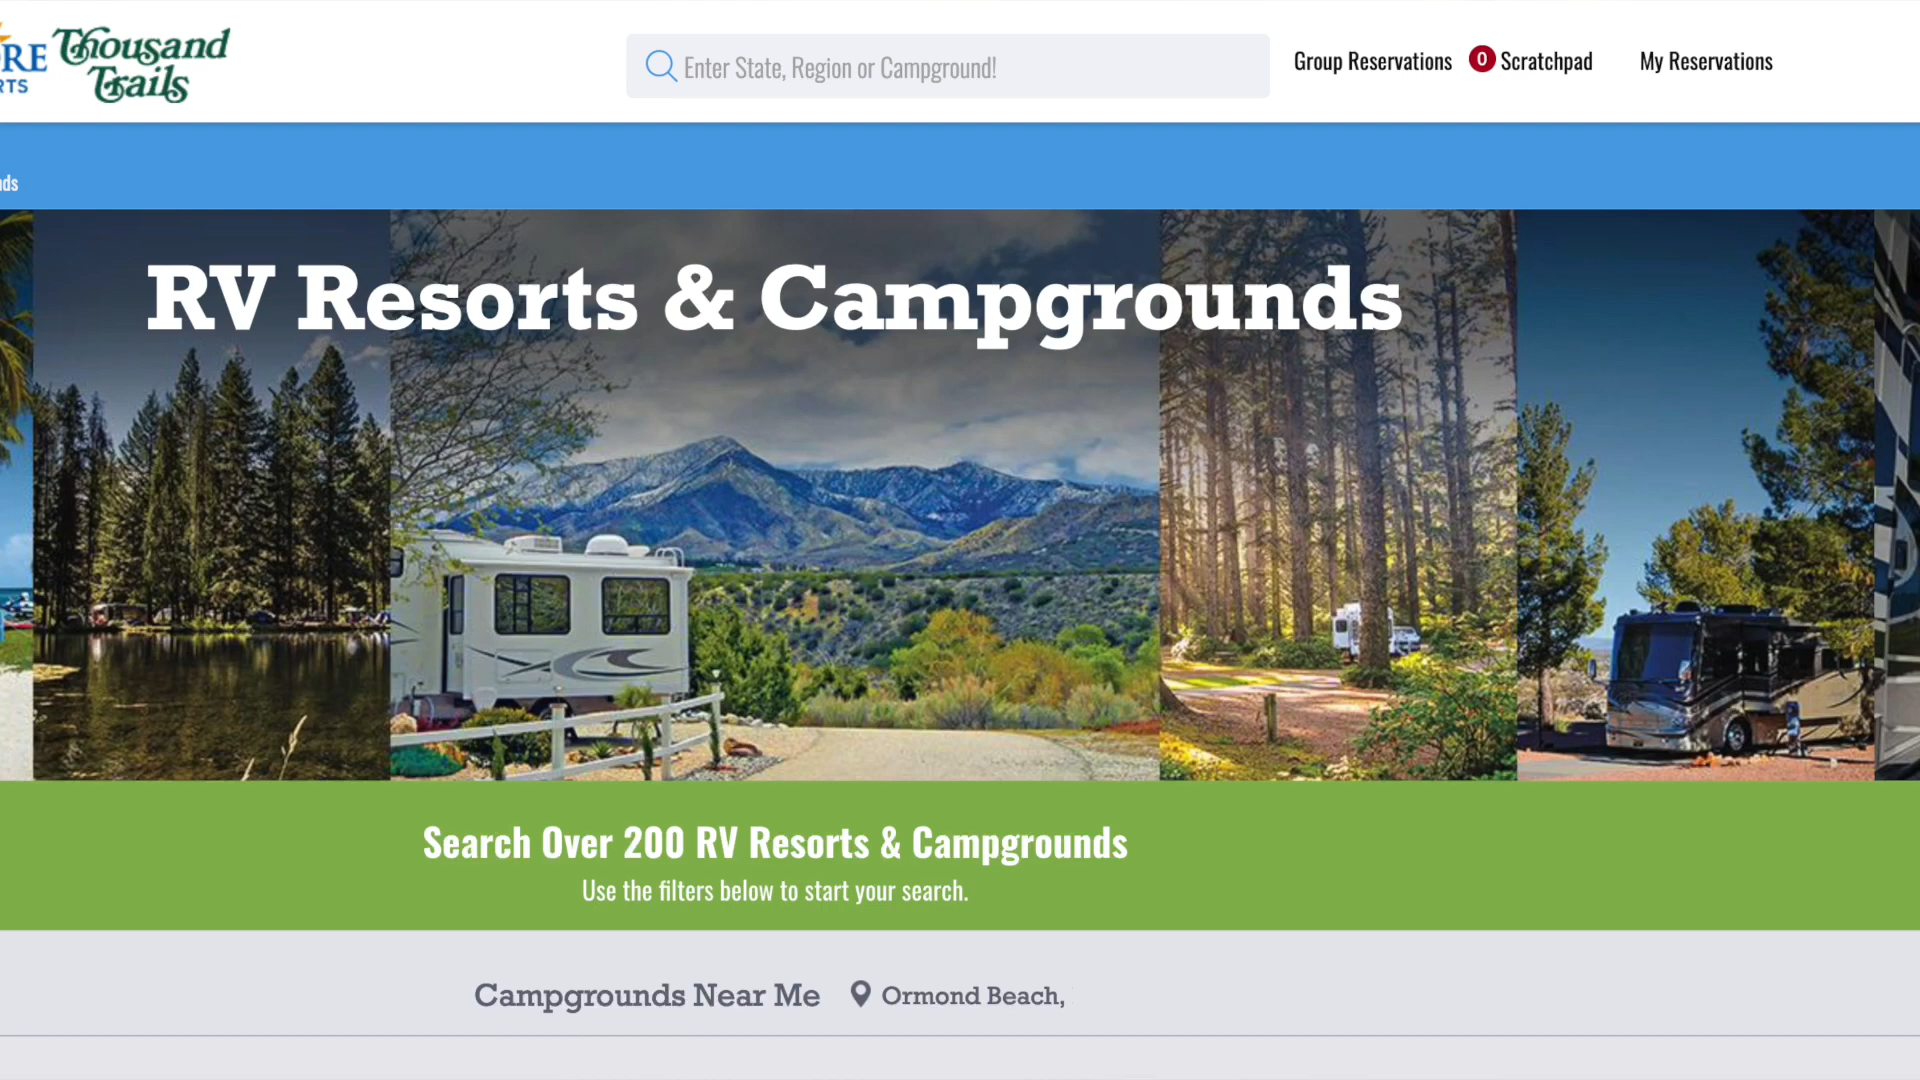 RE
RTS
Thousand
Trails
Enter State, Region or Campground!
Group Reservations
0 Scratchpad
My Reservations
RV Resorts & Campgrounds
Search Over 200 RV Resorts & Campgrounds
Use the filters below to start your search.
Campgrounds Near Me
Ormond Beach,